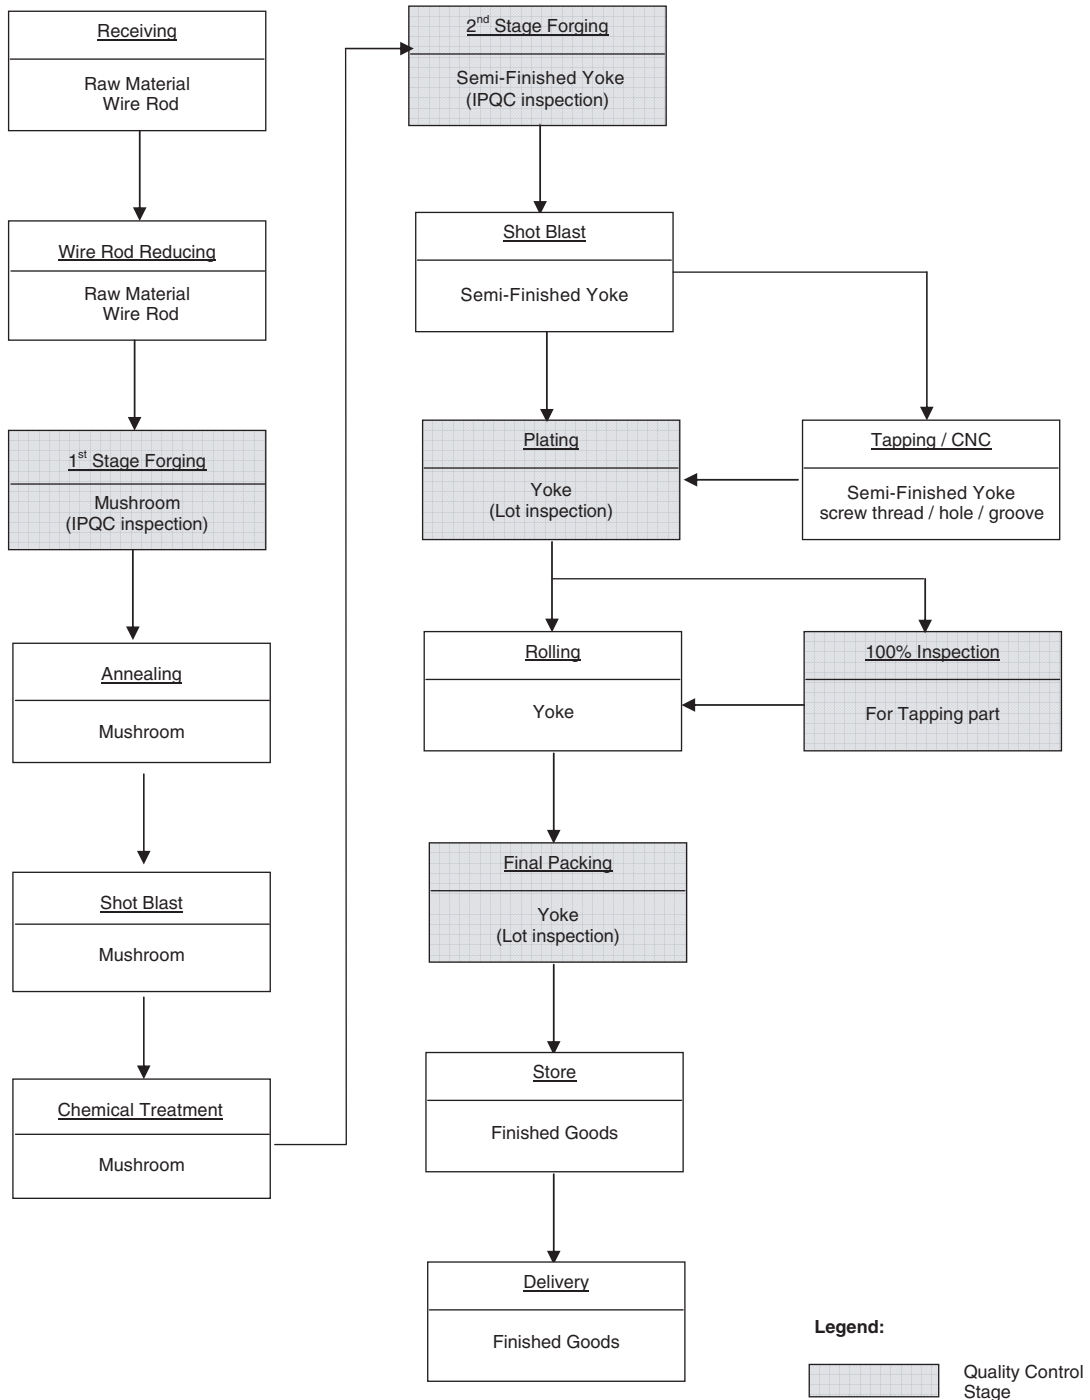 Receiving
Raw Material
Wire Rod
Wire Rod Reducing
Raw Material
Wire Rod
1st Stage Forging
Mushroom
(IPQC inspection)
Annealing
Mushroom
Shot Blast
Mushroom
Chemical Treatment
Mushroom
2nd Stage Forging
Semi-Finished Yoke
(IPQC inspection)
Shot Blast
Semi-Finished Yoke
Plating
Yoke
(Lot inspection)
Tapping / CNC
Semi-Finished Yoke
screw thread / hole / groove
Rolling
Yoke
100% Inspection
For Tapping part
Final Packing
Yoke
(Lot inspection)
Store
Finished Goods
Delivery
Finished Goods
Legend:
Quality Control
Stage